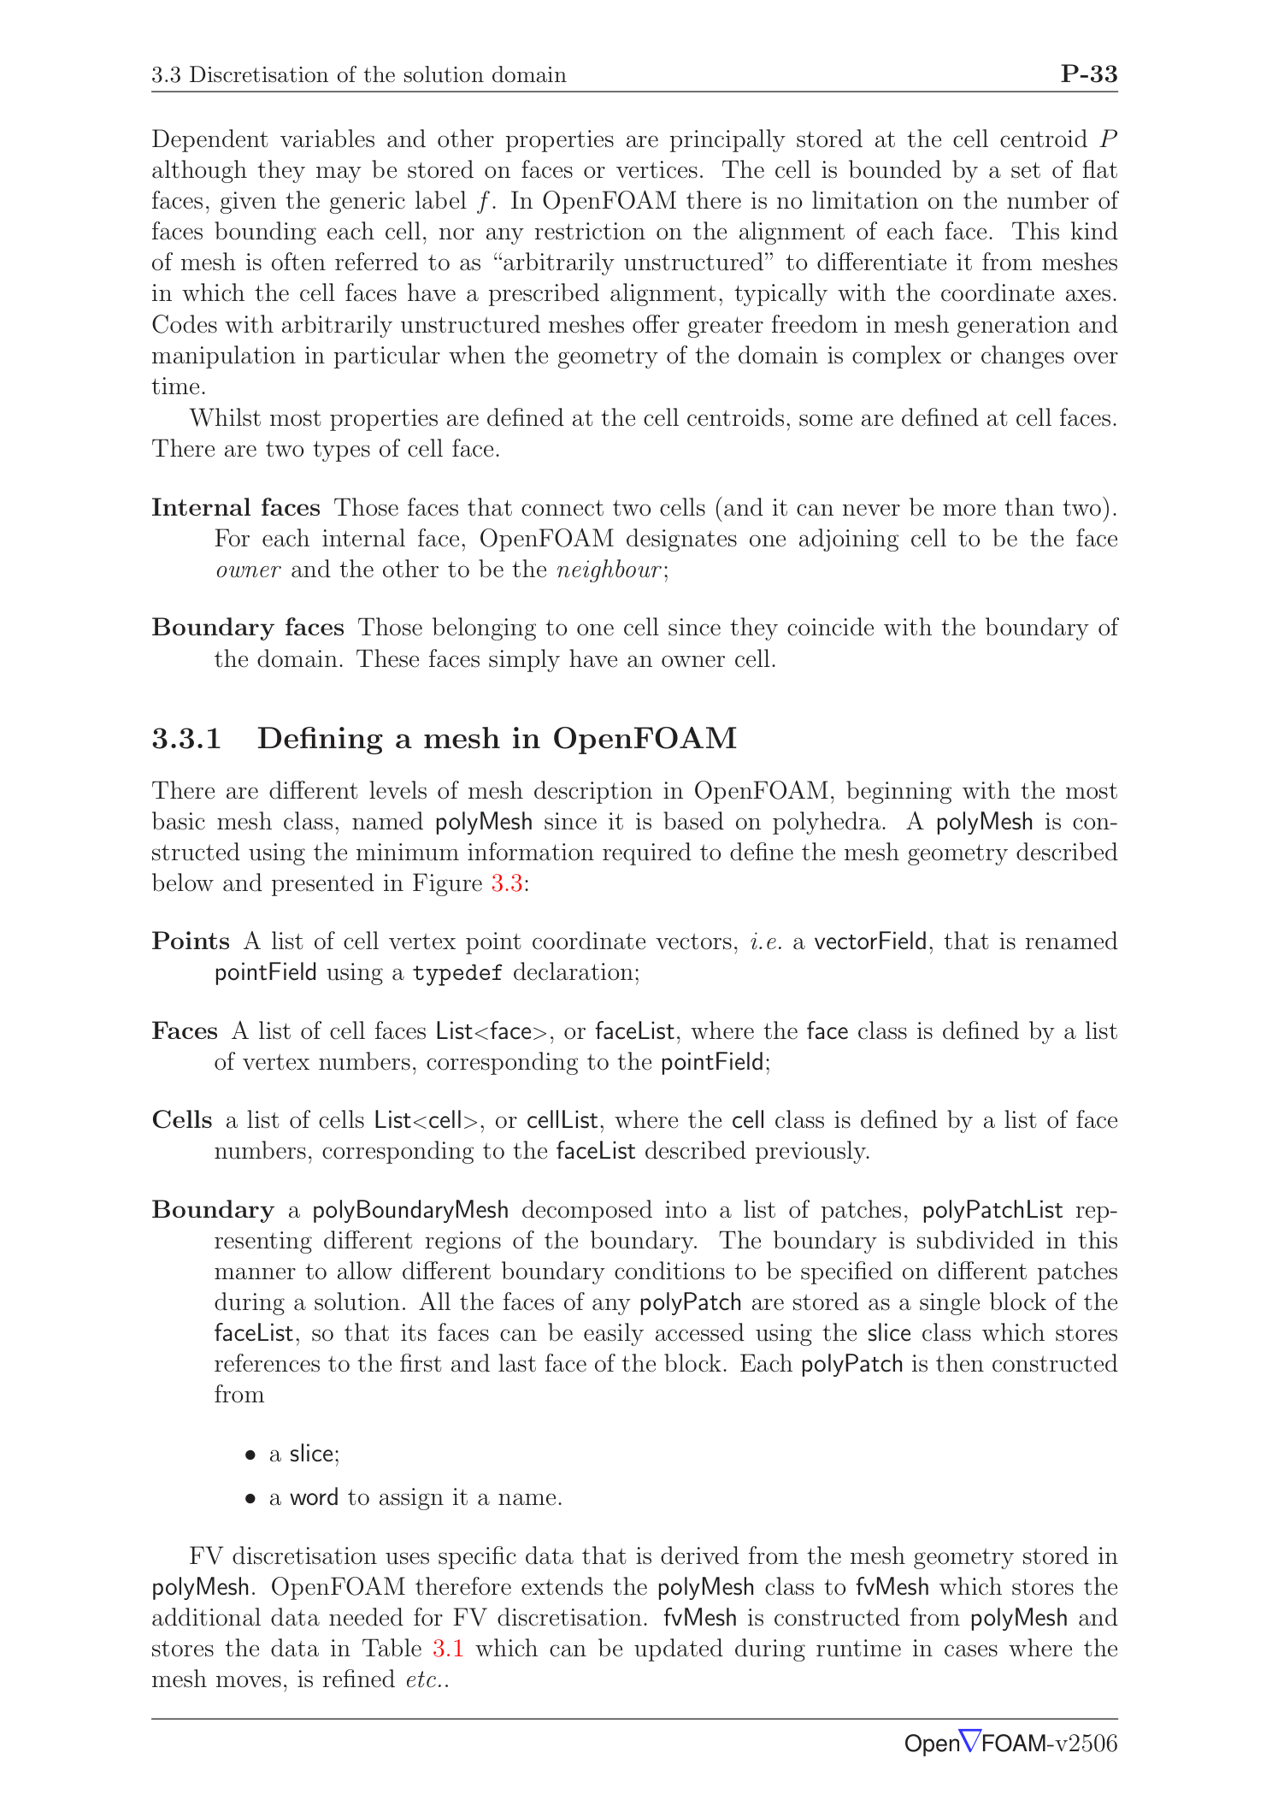 3.3 Discretisation of the solution domain P-33
Dependent variables and other properties are principally stored at the cell centroid P
although they may be stored on faces or vertices. The cell is bounded by a set of flat
faces, given the generic label f. In OpenFOAM there is no limitation on the number of
faces bounding each cell, nor any restriction on the alignment of each face. This kind
of mesh is often referred to as “arbitrarily unstructured” to differentiate it from meshes
in which the cell faces have a prescribed alignment, typically with the coordinate axes.
Codes with arbitrarily unstructured meshes offer greater freedom in mesh generation and
manipulation in particular when the geometry of the domain is complex or changes over
time.
Whilst most properties are defined at the cell centroids, some are defined at cell faces.
There are two types of cell face.
Internal faces Those faces that connect two cells (and it can never be more than two).
For each internal face, OpenFOAM designates one adjoining cell to be the face
owner and the other to be the neighbour;
Boundary faces Those belonging to one cell since they coincide with the boundary of
the domain. These faces simply have an owner cell.
3.3.1 Defining a mesh in OpenFOAM
There are different levels of mesh description in OpenFOAM, beginning with the most
basic mesh class, named polyMesh since it is based on polyhedra. A polyMesh is con-
structed using the minimum information required to define the mesh geometry described
below and presented in Figure 3.3:
Points A list of cell vertex point coordinate vectors, i.e. a vectorField, that is renamed
pointField using a typedef declaration;
Faces A list of cell faces List<face>, or faceList, where the face class is defined by a list
of vertex numbers, corresponding to the pointField;
Cells a list of cells List<cell>, or cellList, where the cell class is defined by a list of face
numbers, corresponding to the faceList described previously.
Boundary a polyBoundaryMesh decomposed into a list of patches, polyPatchList rep-
resenting different regions of the boundary. The boundary is subdivided in this
manner to allow different boundary conditions to be specified on different patches
during a solution. All the faces of any polyPatch are stored as a single block of the
faceList, so that its faces can be easily accessed using the slice class which stores
references to the first and last face of the block. Each polyPatch is then constructed
from
• a slice;
• a word to assign it a name.
FV discretisation uses specific data that is derived from the mesh geometry stored in
polyMesh. OpenFOAM therefore extends the polyMesh class to fvMesh which stores the
additional data needed for FV discretisation. fvMesh is constructed from polyMesh and
stores the data in Table 3.1 which can be updated during runtime in cases where the
mesh moves, is refined etc..
Open▽FOAM-v2506